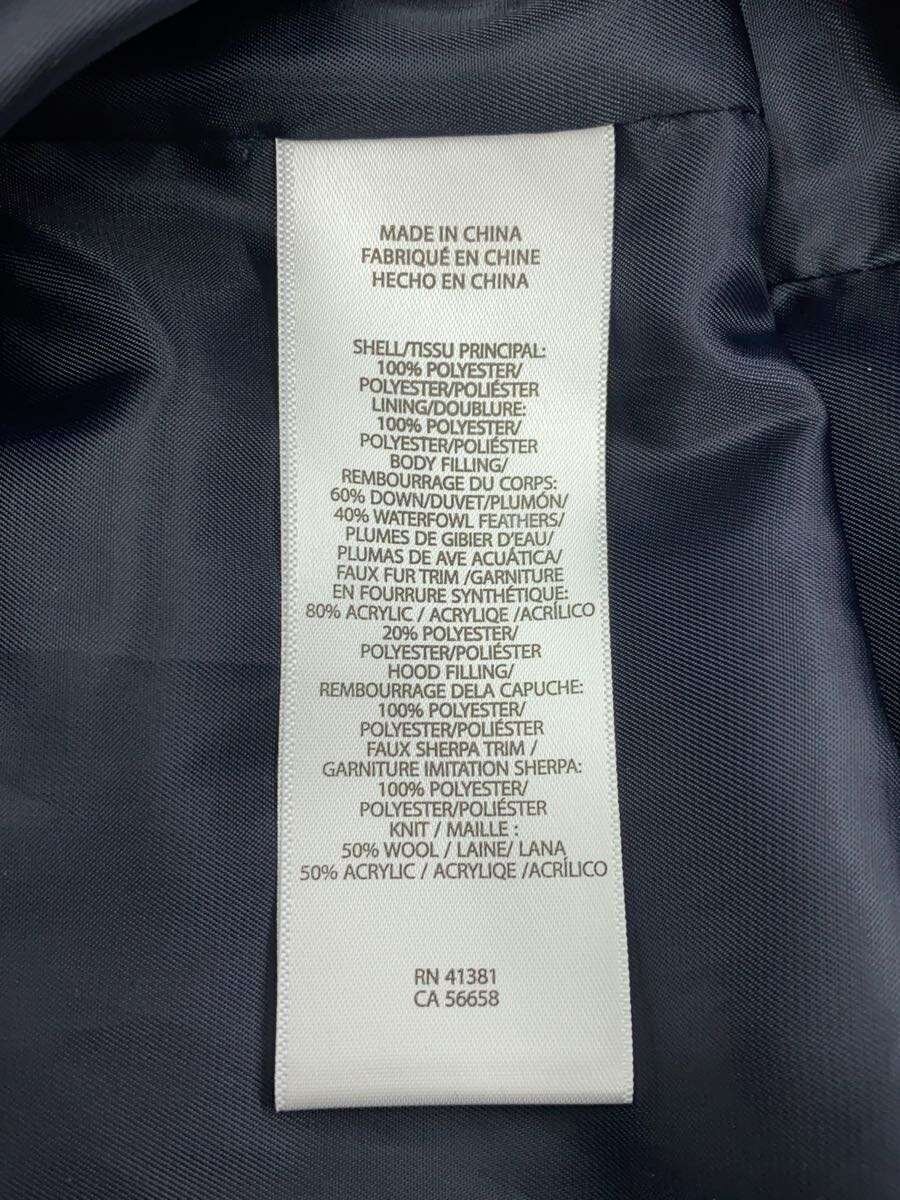 MADE IN CHINA
FABRIQUÉ EN CHINE
HECHO EN CHINA
SHELL/TISSU PRINCIPAL:
100% POLYESTER/
POLYESTER/POLIÉSTER
LINING/DOUBLURE:
100% POLYESTER/
POLYESTER/POLIÉSTER
BODY FILLING/
REMBOURRAGE DU CORPS:
60% DOWN/DUVET/PLUMÓN/
40% WATERFOWL FEATHERS/
PLUMES DE GIBIER D'EAU/
PLUMAS DE AVE ACUÁTICA/
FAUX FUR TRIM /GARNITURE
EN FOURRURE SYNTHÉTIQUE:
80% ACRYLIC / ACRYLIQE /ACRÍLICO
20% POLYESTER/
POLYESTER/POLIÉSTER
HOOD FILLING/
REMBOURRAGE DELA CAPUCHE:
100% POLYESTER/
POLYESTER/POLIÉSTER
FAUX SHERPA TRIM /
GARNITURE IMITATION SHERPA:
100% POLYESTER/
POLYESTER/POLIÉSTER
KNIT / MAILLE :
50% WOOL / LAINE/ LANA
50% ACRYLIC / ACRYLIQE /ACRÍLICO
RN 41381
CA 56658